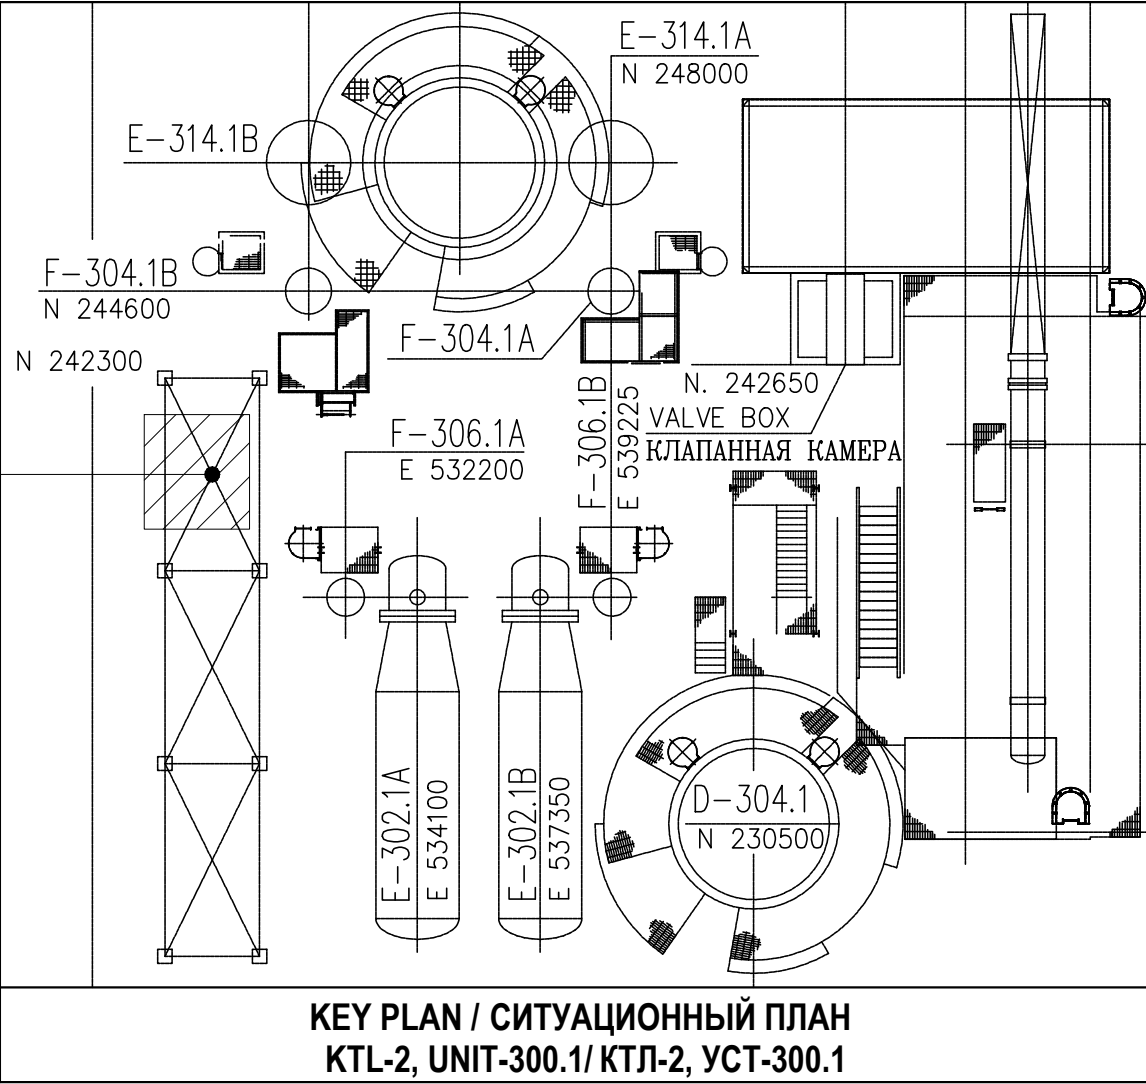 E-314.1A
N 248000
E-314.1B
F-304.1B
N 244600
F-304.1A
N 242300
N. 242650
VALVE BOX
КЛАПАННАЯ КАМЕРА
F-306.1B
E 539225
F-306.1A
E 532200
E-302.1A
E 534100
E-302.1B
E 537350
D-304.1
N 230500
KEY PLAN / СИТУАЦИОННЫЙ ПЛАН
KTL-2, UNIT-300.1/ КТЛ-2, УСТ-300.1